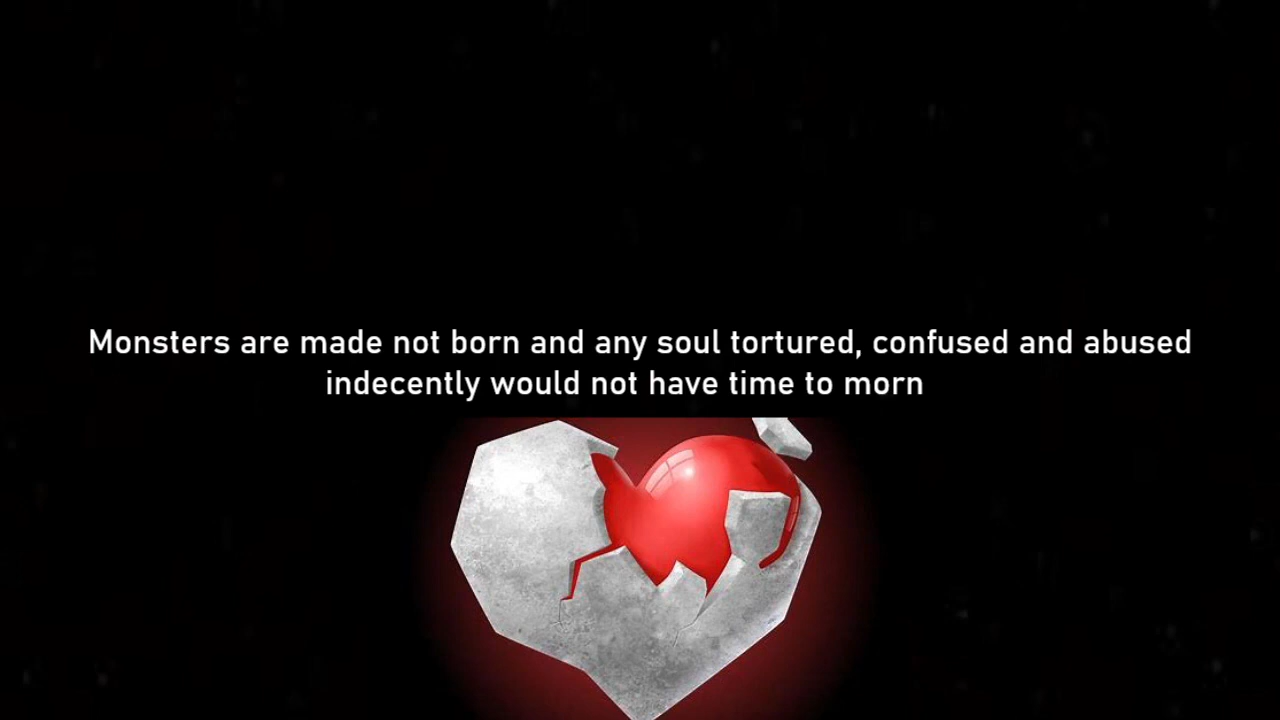 Monsters are made not born and any soul tortured, confused and abused
indecently would not have time to morn